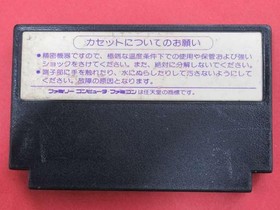 カセットについてのお願い
●精密機器ですので、極端な温度条件下での使用や保管および強い
ショックをさけてください。また、絶対に分解しないでください。
●端子部に手を触れたり、水にぬらしたりして汚さないようにして
ください。故障の原因となります。
ファミリーコンピュータ・ファミコンは任天堂の商標です。